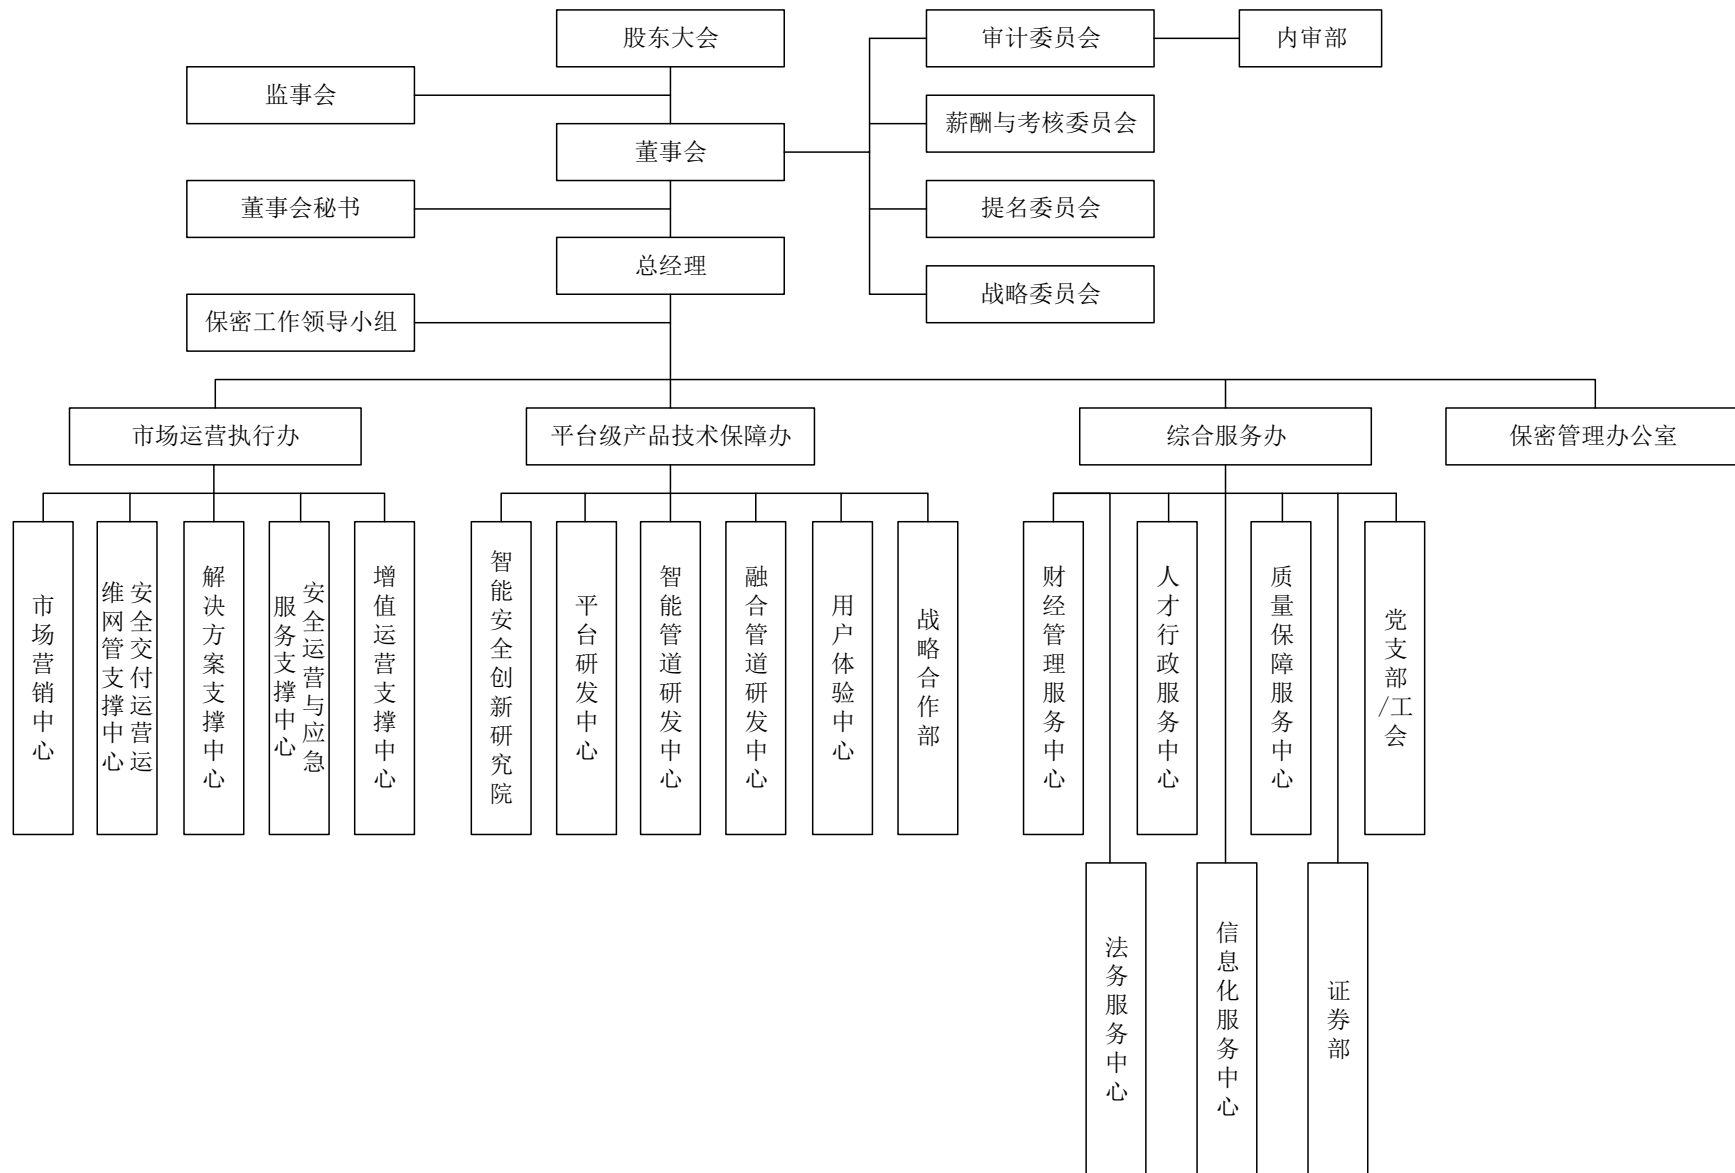 股东大会
审计委员会
内审部
监事会
薪酬与考核委员会
董事会
董事会秘书
提名委员会
总经理
战略委员会
保密工作领导小组
市场运营执行办
平台级产品技术保障办
综合服务办
保密管理办公室
市场营销中心
安全交付运营运
维网管支撑中心
解决方案支撑中心
安全运营与应急
服务支撑中心
增值运营支撑中心
智能安全创新研究院
平台研发中心
智能管道研发中心
融合管道研发中心
用户体验中心
战略合作部
财经管理服务中心
人才行政服务中心
质量保障服务中心
党支部/工会
法务服务中心
信息化服务中心
证券部